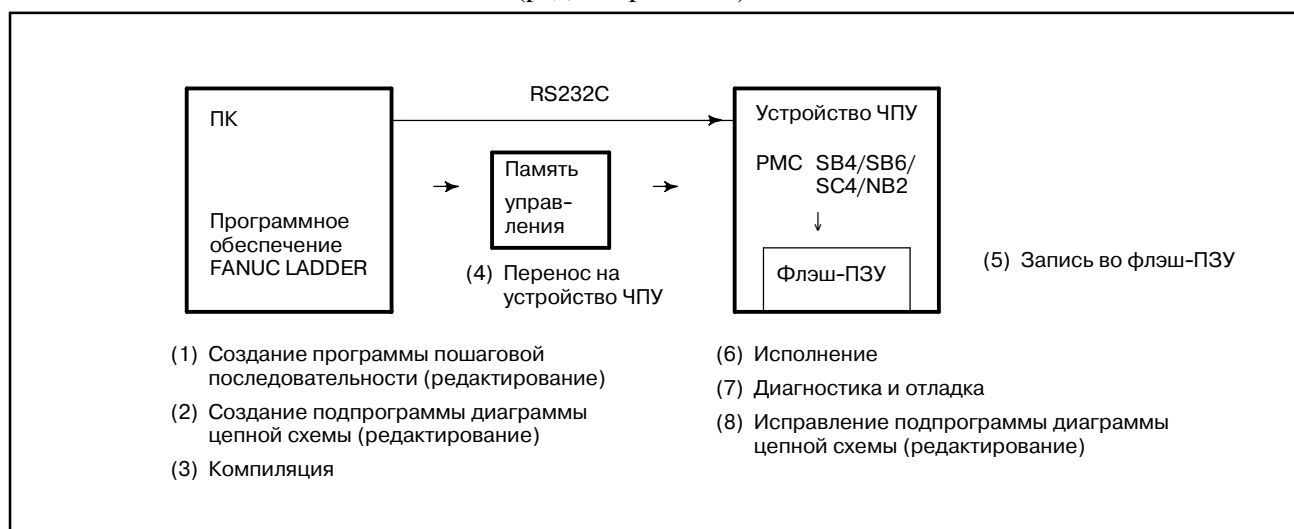 RS232C
ПК
Программное
обеспечение
FANUC LADDER
Память
управ-
ления
(4) Перенос на
устройство ЧПУ
Устройство ЧПУ
PMC SB4/SB6/
SC4/NB2
Флэш-ПЗУ
(5) Запись во флэш-ПЗУ
(1) Создание программы пошаговой
последовательности (редактирование)
(2) Создание подпрограммы диаграммы
цепной схемы (редактирование)
(3) Компиляция
(6) Исполнение
(7) Диагностика и отладка
(8) Исправление подпрограммы диаграммы
цепной схемы (редактирование)